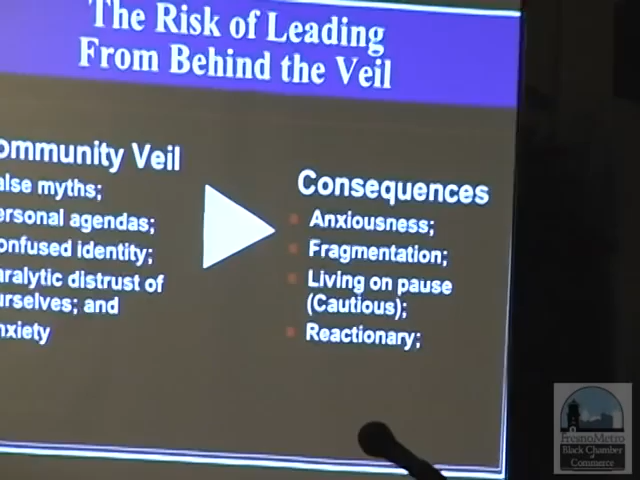 The Risk of Leading
From Behind the Veil
ommunity Veil
alse myths;
ersonal agendas;
onfused identity;
aralytic distrust of
urselves; and
nxiety
Consequences
Anxiousness;
Fragmentation;
Living on pause
(Cautious);
Reactionary;
FresnoMetro
Black Chamber
of
Commerce